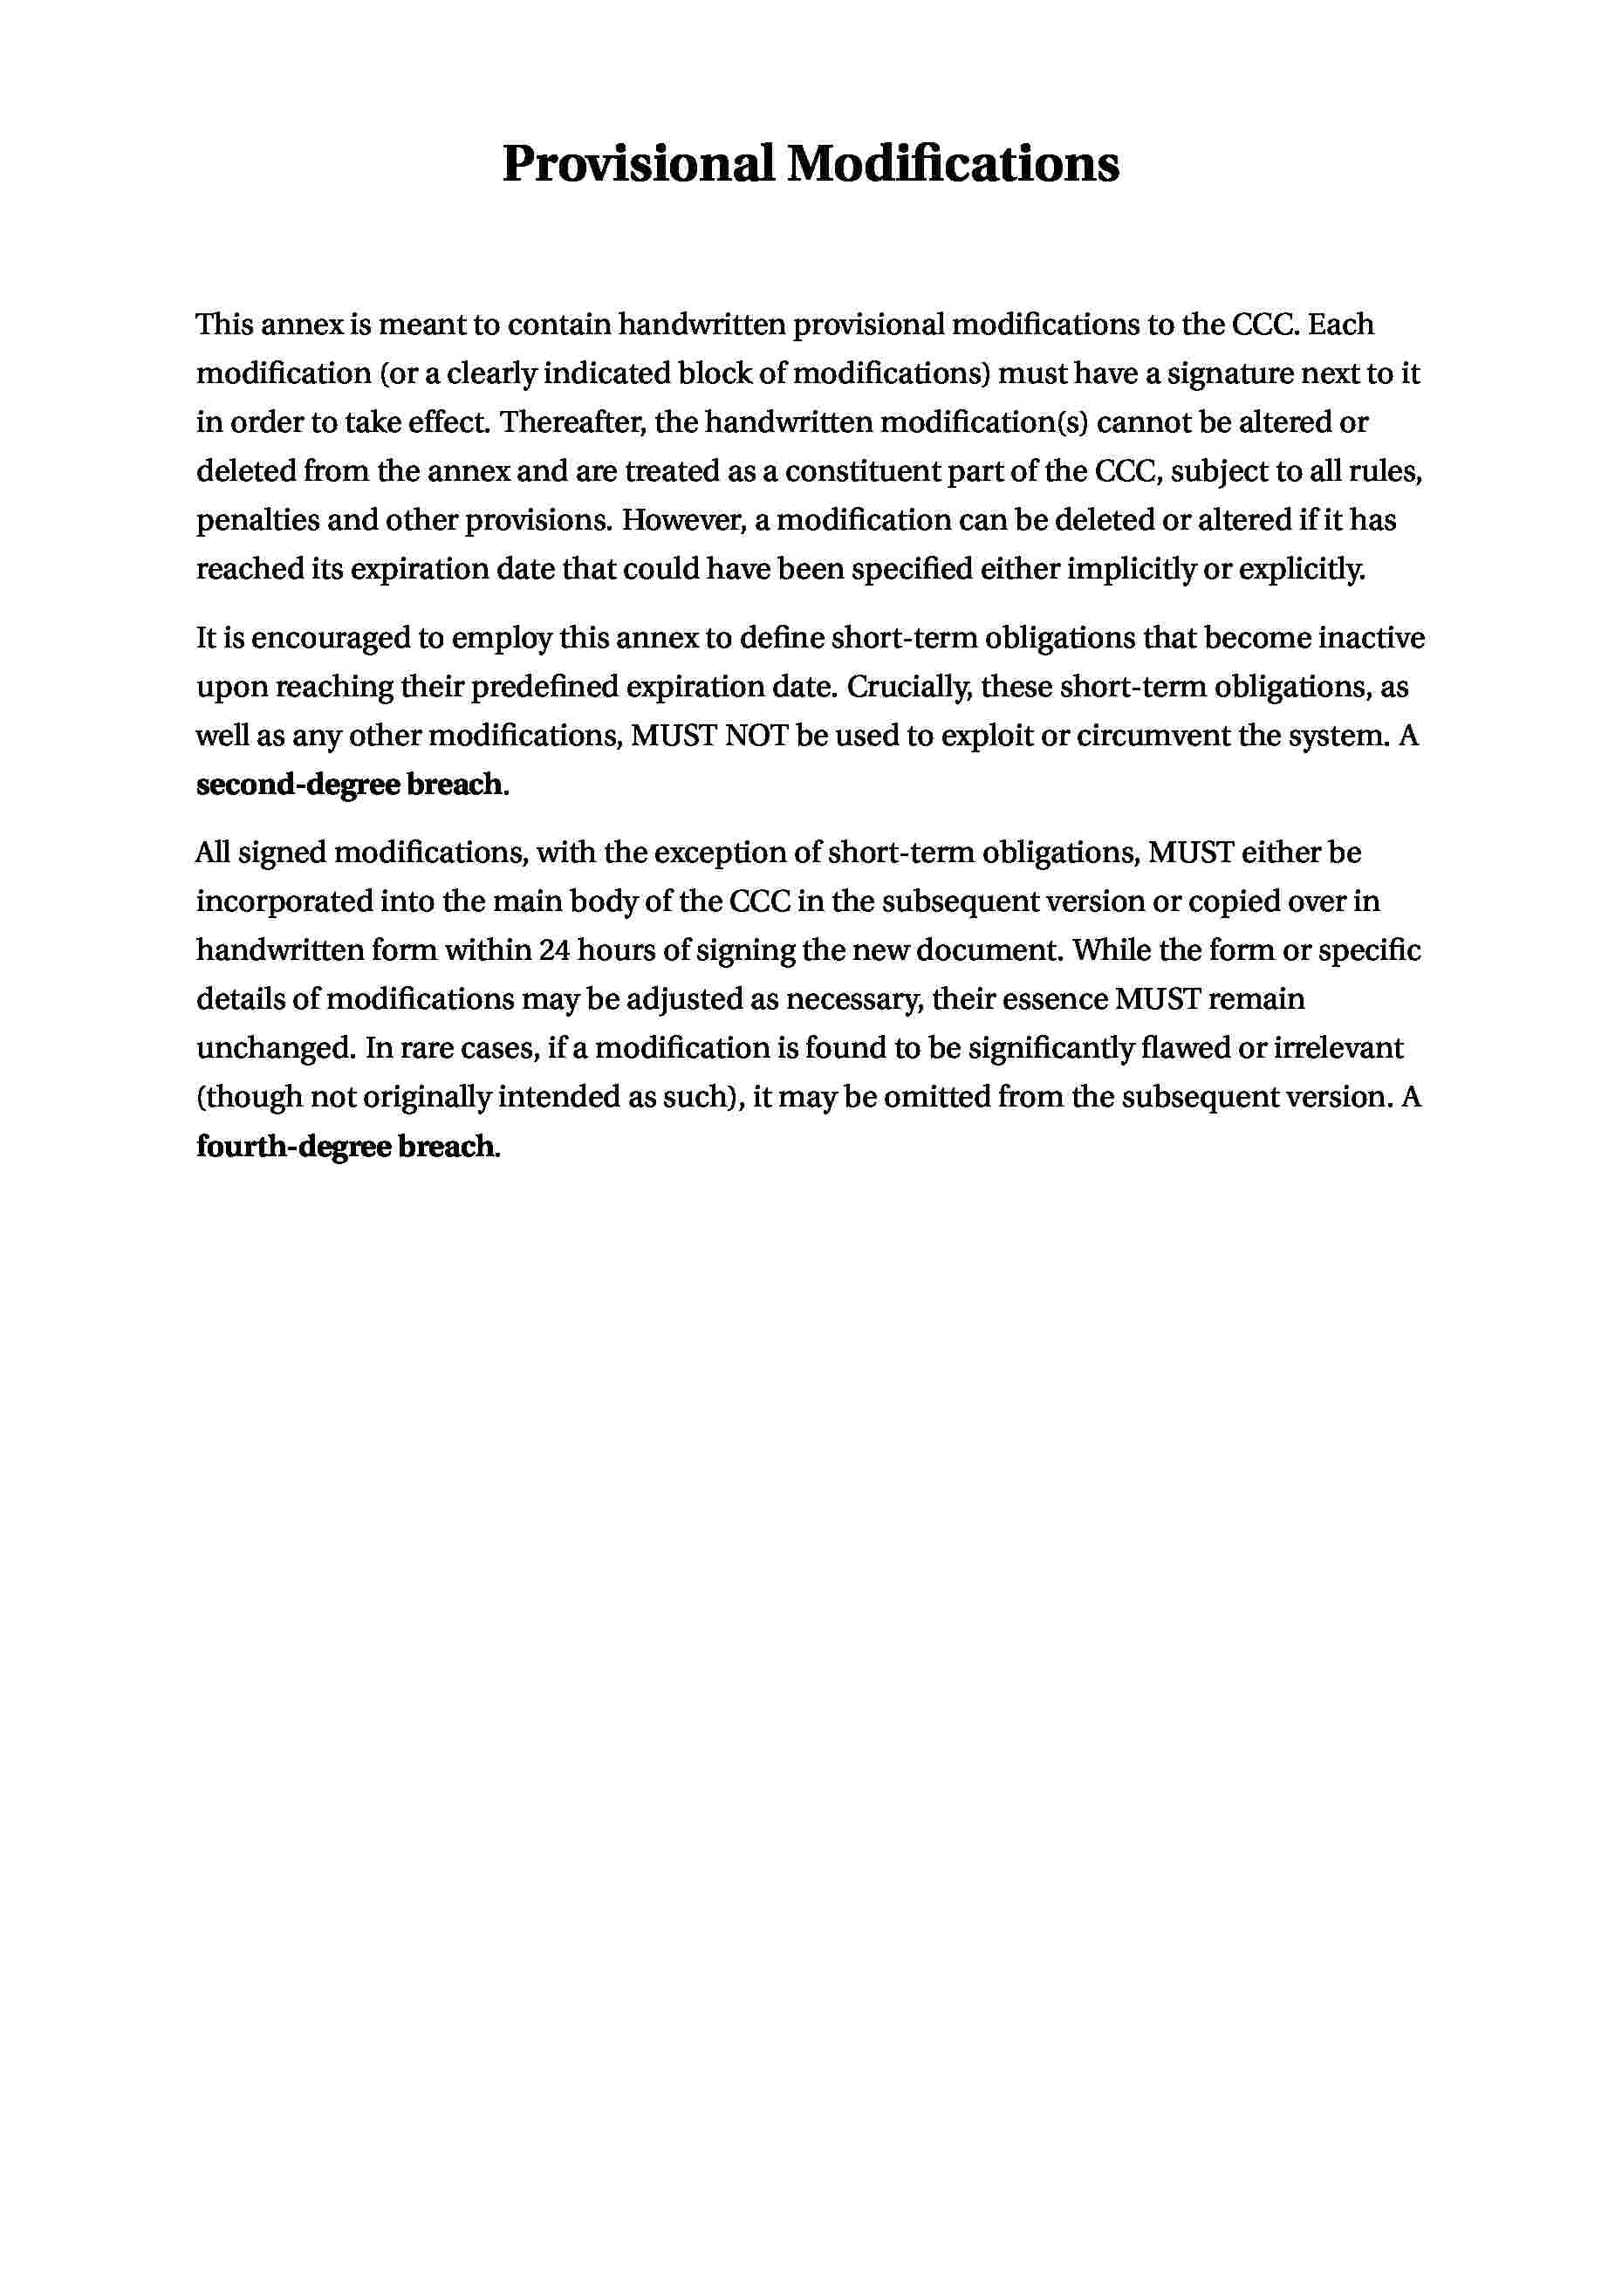 Provisional Modifications
This annex is meant to contain handwritten provisional modifications to the CCC. Each
modification (or a clearly indicated block of modifications) must have a signature next to it
in order to take effect. Thereafter, the handwritten modification(s) cannot be altered or
deleted from the annex and are treated as a constituent part of the CCC, subject to all rules,
penalties and other provisions. However, a modification can be deleted or altered if it has
reached its expiration date that could have been specified either implicitly or explicitly.
It is encouraged to employ this annex to define short-term obligations that become inactive
upon reaching their predefined expiration date. Crucially, these short-term obligations, as
well as any other modifications, MUST NOT be used to exploit or circumvent the system. A
second-degree breach.
All signed modifications, with the exception of short-term obligations, MUST either be
incorporated into the main body of the CCC in the subsequent version or copied over in
handwritten form within 24 hours of signing the new document. While the form or specific
details of modifications may be adjusted as necessary, their essence MUST remain
unchanged. In rare cases, if a modification is found to be significantly flawed or irrelevant
(though not originally intended as such), it may be omitted from the subsequent version. A
fourth-degree breach.